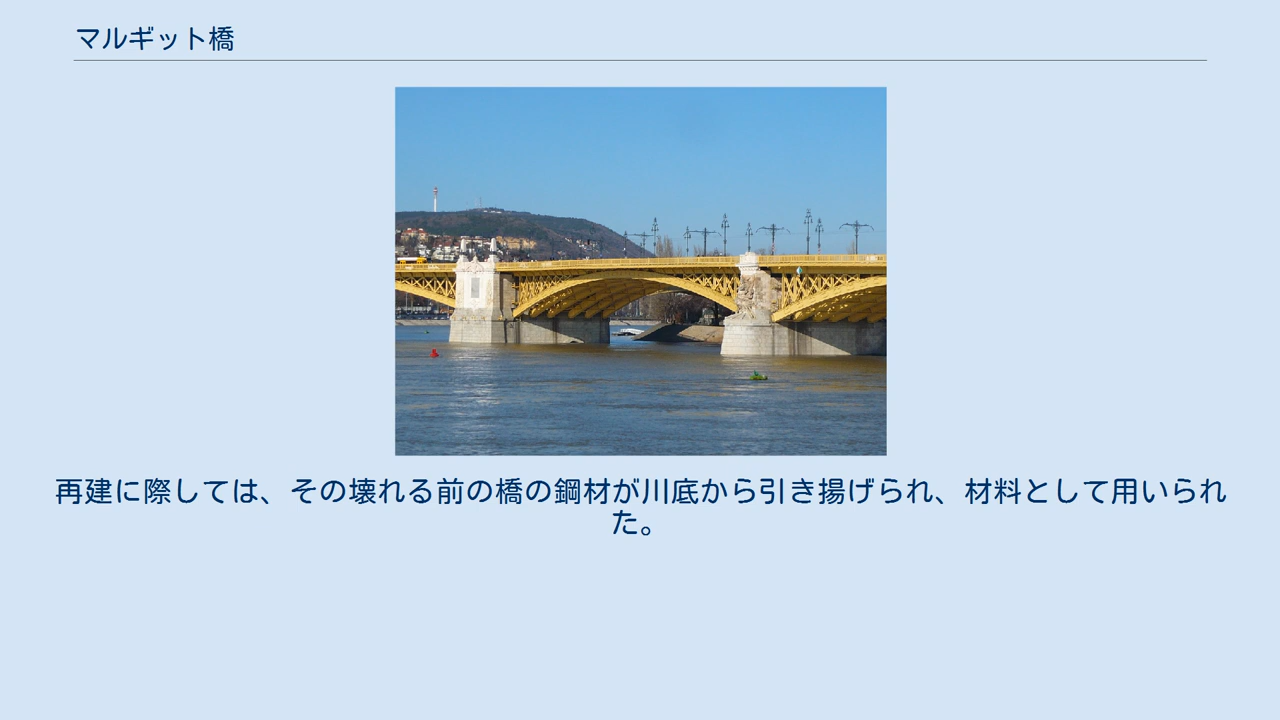 マルギット橋
再建に際しては、その壊れる前の橋の鋼材が川底から引き揚げられ、材料として用いられ
た。